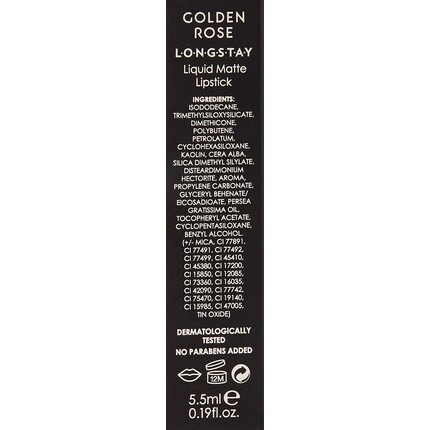 GOLDEN
ROSE
L·O·N·G·S·T·A·Y
Liquid Matte
Lipstick
INGREDIENTS:
ISODODECANE,
TRIMETHYLSILOXYSILICATE,
DIMETHICONE,
POLYBUTENE,
PETROLATUM,
CYCLOHEXASILOXANE,
KAOLIN, CERA ALBA,
SILICA DIMETHYL SILYLATE,
DISTEARDIMONIUM
HECTORITE, AROMA,
PROPYLENE CARBONATE,
GLYCERYL BEHENATE/
EICOSADIOATE, PERSEA
GRATISSIMA OIL,
TOCOPHERYL ACETATE,
CYCLOPENTASILOXANE,
BENZYL ALCOHOL.
(+/- MICA, CI 77891,
CI 77491, CI 77492,
CI 77499, CI 45410,
CI 45380, CI 17200,
CI 15850, CI 12085,
CI 73360, CI 16035,
CI 42090, CI 77742,
CI 75470, CI 19140,
CI 15985, CI 47005,
TIN OXIDE)
DERMATOLOGICALLY
TESTED
NO PARABENS ADDED
12M
5.5ml e
0.19fl.oz.